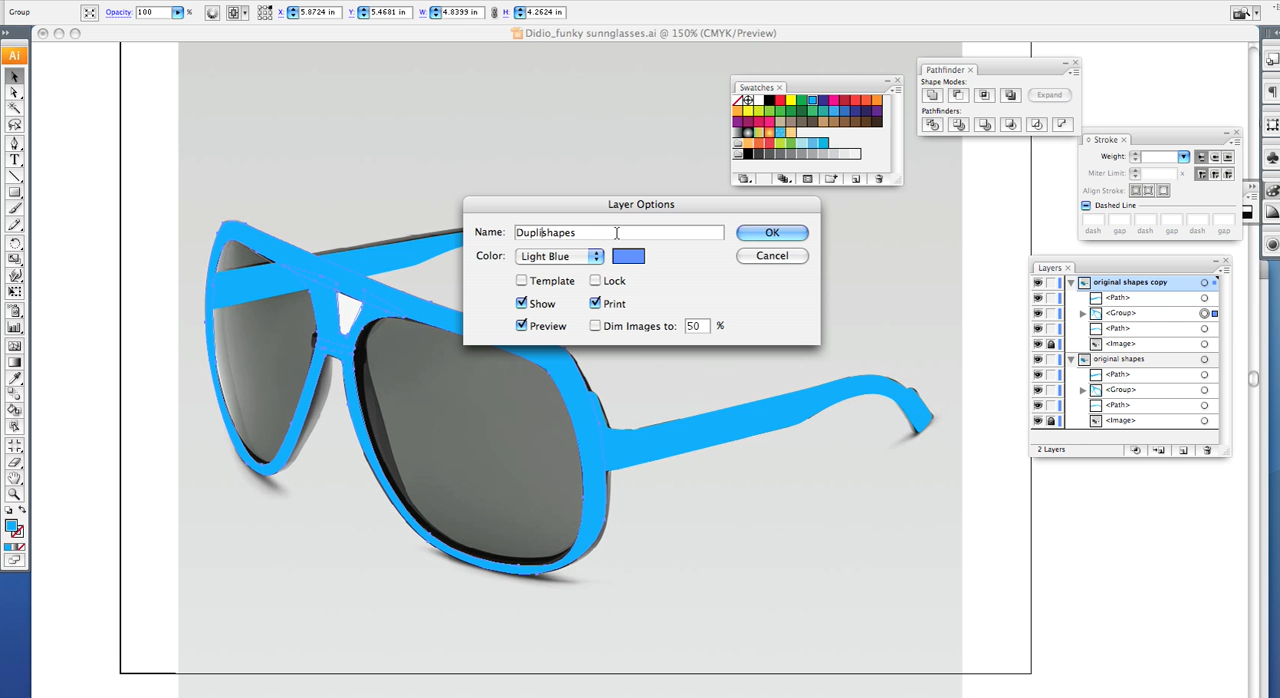 Group Opacity: 100 % X: 5.8724 in Y: 5.4681 in W: 4.8399 in H: 4.2624 in
Didio_funky sunnglasses.ai @ 150% (CMYK/Preview)
Ai
T
Swatches
Pathfinder
Shape Modes:
Expand
Pathfinders:
Stroke
Weight:
Miter Limit: x
Align Stroke:
Dashed Line
dash gap dash gap dash gap
Layer Options
Name: Duplishapes
OK
Color: Light Blue
Cancel
Template Lock
Show Print
Preview Dim Images to: 50 %
Layers
original shapes copy
<Path>
<Group>
<Path>
<Image>
original shapes
<Path>
<Group>
<Path>
<Image>
2 Layers